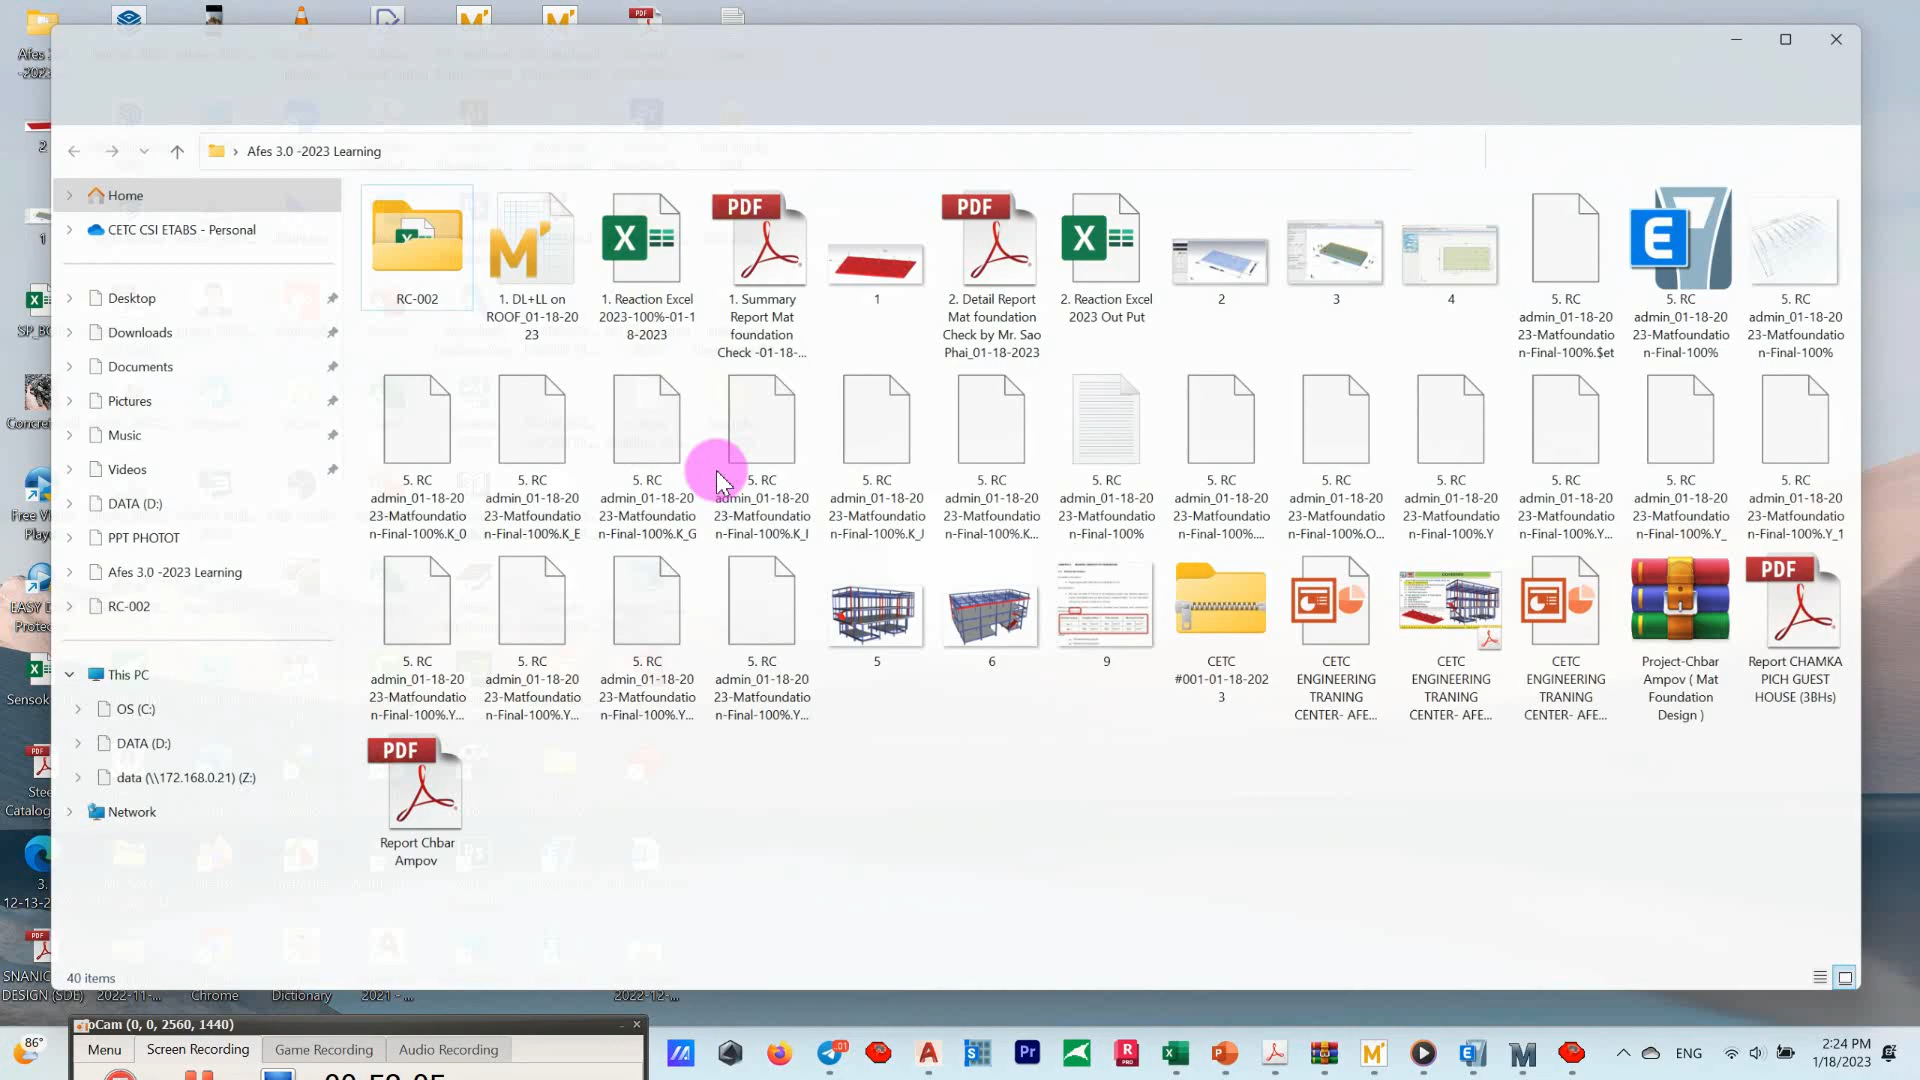 Afes 3.0 -2023 Learning
Home
CETC CSI ETABS - Personal
Desktop
Downloads
Documents
Pictures
Music
Videos
DATA (D:)
PPT PHOTOT
Afes 3.0 -2023 Learning
RC-002
This PC
OS (C:)
DATA (D:)
data (\\172.168.0.21) (Z:)
Network
RC-002
1. DL+LL on
ROOF_01-18-20
23
1. Reaction Excel
2023-100%-01-1
8-2023
1. Summary
Report Mat
foundation
Check -01-18-...
1
2. Detail Report
Mat foundation
Check by Mr. Sao
Phai_01-18-2023
2. Reaction Excel
2023 Out Put
2
3
4
5. RC
admin_01-18-20
23-Matfoundatio
n-Final-100%.$et
5. RC
admin_01-18-20
23-Matfoundatio
n-Final-100%
5. RC
admin_01-18-20
23-Matfoundatio
n-Final-100%
5. RC
admin_01-18-20
23-Matfoundatio
n-Final-100%.K_0
5. RC
admin_01-18-20
23-Matfoundatio
n-Final-100%.K_E
5. RC
admin_01-18-20
23-Matfoundatio
n-Final-100%.K_G
5. RC
admin_01-18-20
23-Matfoundatio
n-Final-100%.K_I
5. RC
admin_01-18-20
23-Matfoundatio
n-Final-100%.K_J
5. RC
admin_01-18-20
23-Matfoundatio
n-Final-100%.K...
5. RC
admin_01-18-20
23-Matfoundatio
n-Final-100%
5. RC
admin_01-18-20
23-Matfoundatio
n-Final-100%....
5. RC
admin_01-18-20
23-Matfoundatio
n-Final-100%.O...
5. RC
admin_01-18-20
23-Matfoundatio
n-Final-100%.Y
5. RC
admin_01-18-20
23-Matfoundatio
n-Final-100%.Y_
5. RC
admin_01-18-20
23-Matfoundatio
n-Final-100%.Y_
5. RC
admin_01-18-20
23-Matfoundatio
n-Final-100%.Y_1
5. RC
admin_01-18-20
23-Matfoundatio
n-Final-100%.Y...
5. RC
admin_01-18-20
23-Matfoundatio
n-Final-100%.Y...
5. RC
admin_01-18-20
23-Matfoundatio
n-Final-100%.Y...
5. RC
admin_01-18-20
23-Matfoundatio
n-Final-100%.Y...
5
6
9
CETC
#001-01-18-202
3
CETC
ENGINEERING
TRANING
CENTER- AFE...
CETC
ENGINEERING
TRANING
CENTER- AFE...
CETC
ENGINEERING
TRANING
CENTER- AFE...
Project-Chbar
Ampov ( Mat
Foundation
Design )
Report CHAMKA
PICH GUEST
HOUSE (3BHs)
Report Chbar
Ampov
40 items
DESIGN (SDE)
2022-11-...
Chrome
Dictionary
2021 - ...
2022-12-...
oCam (0, 0, 2560, 1440)
Menu
Screen Recording
Game Recording
Audio Recording
86°
ENG
2:24 PM
1/18/2023